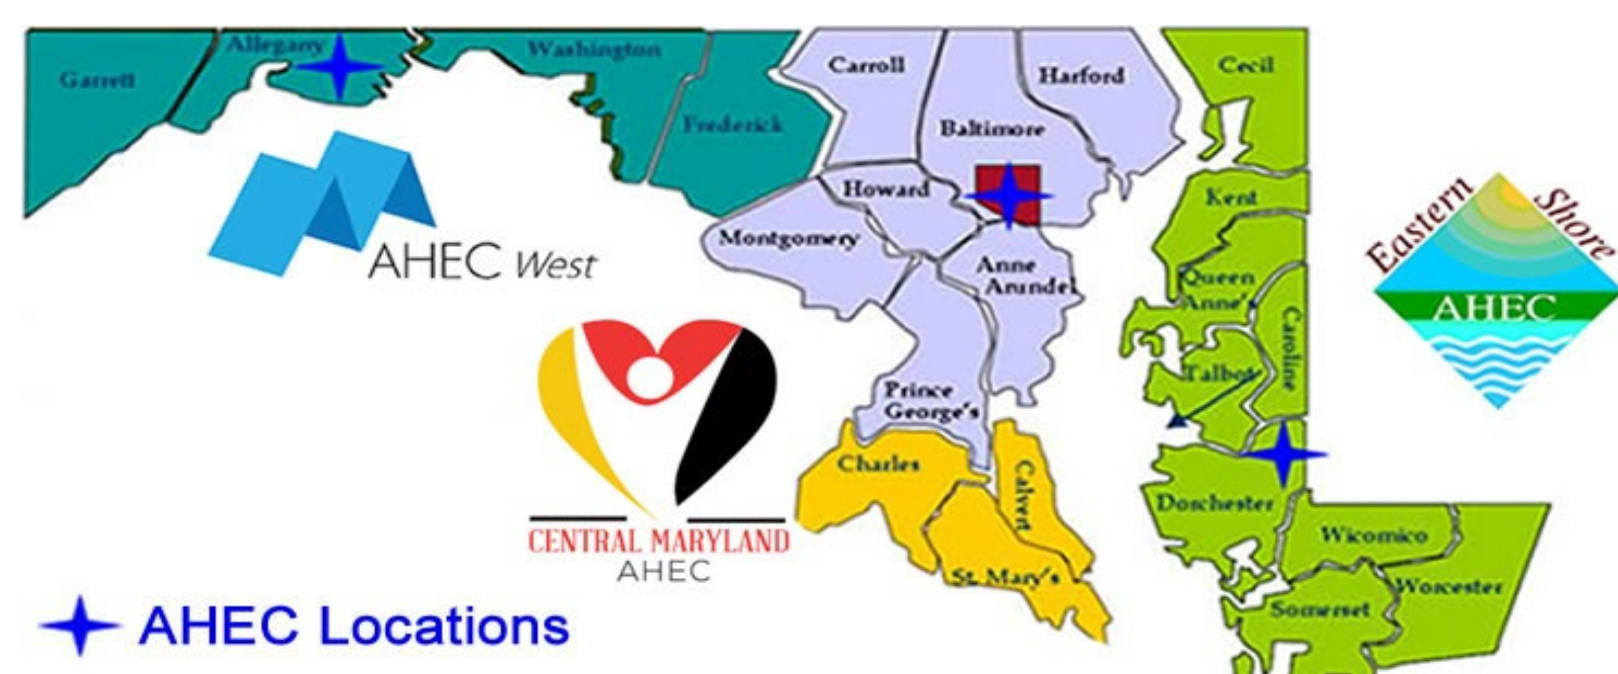 Garrett
Allegany
Washington
Frederick
Carroll
Harford
Baltimore
Howard
Montgomery
Anne
Arundel
Prince
George's
Charles
Calvert
St. Mary's
Cecil
Kent
Queen
Anne's
Caroline
Talbot
Dorchester
Wicomico
Worcester
Somerset
AHEC West
CENTRAL MARYLAND
AHEC
Eastern
Shore
AHEC
AHEC Locations